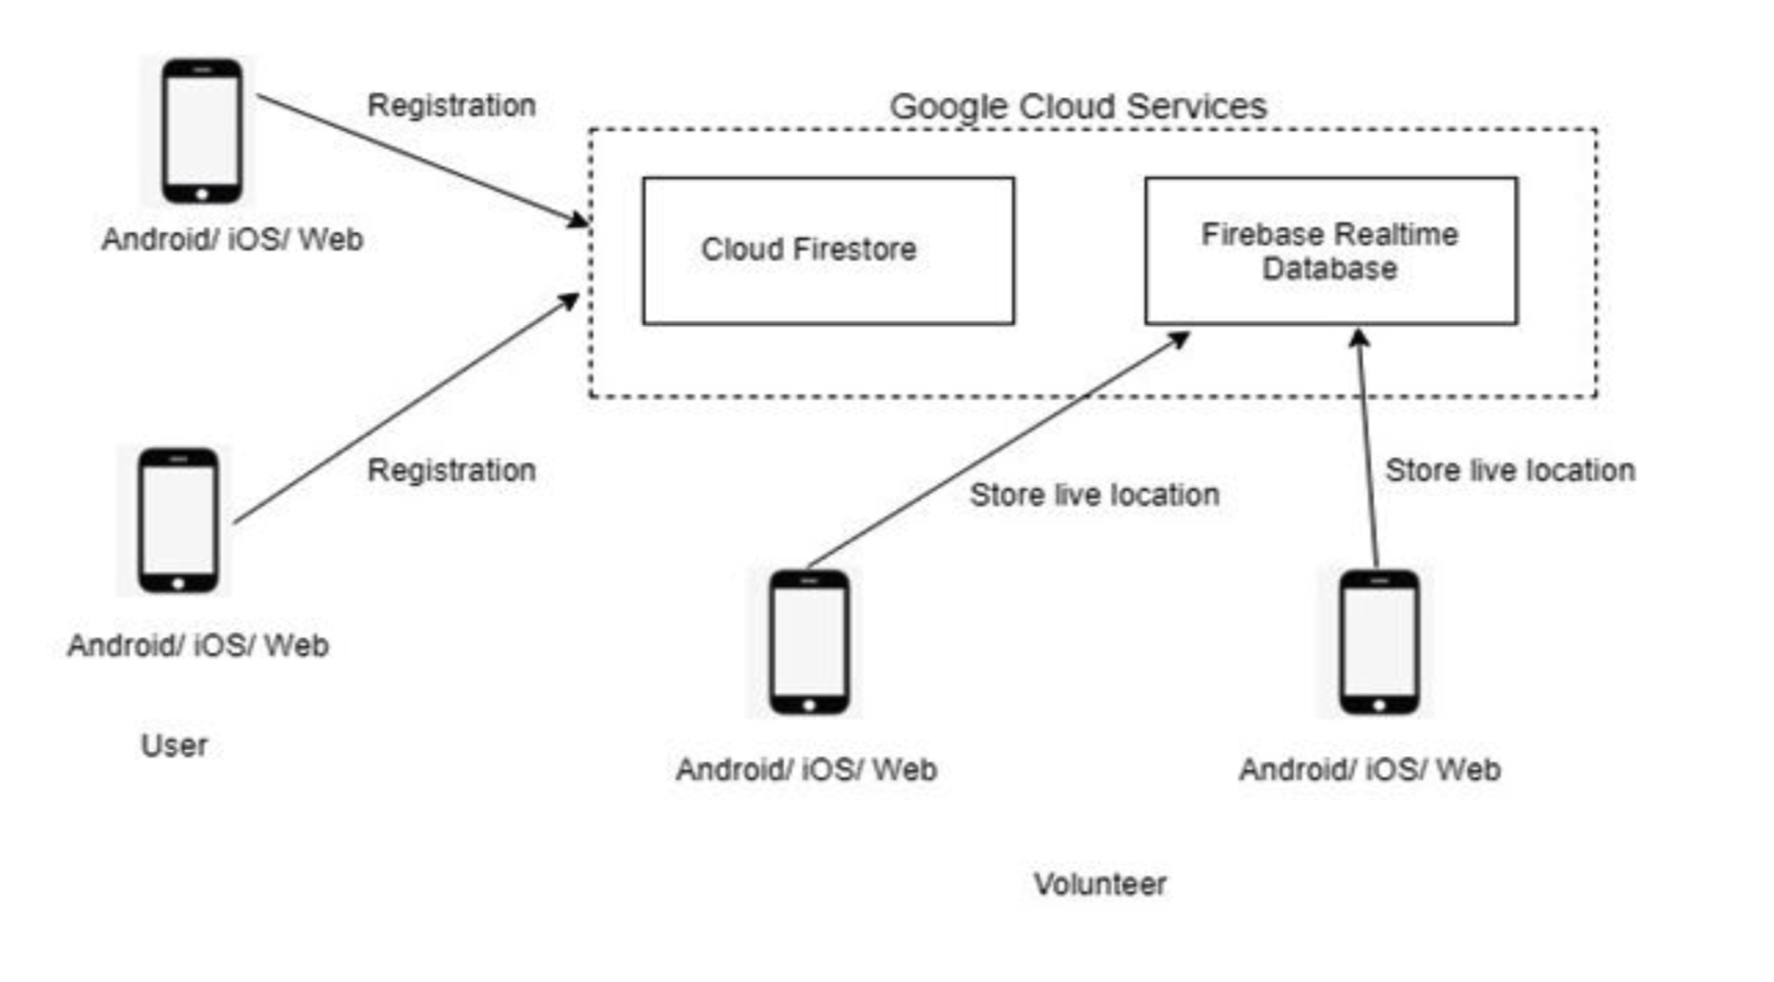 Registration
Google Cloud Services
Android/ iOS/ Web
Cloud Firestore
Firebase Realtime
Database
Registration
Store live location
Store live location
Android/ iOS/ Web
User
Android/ iOS/ Web
Android/ iOS/ Web
Volunteer